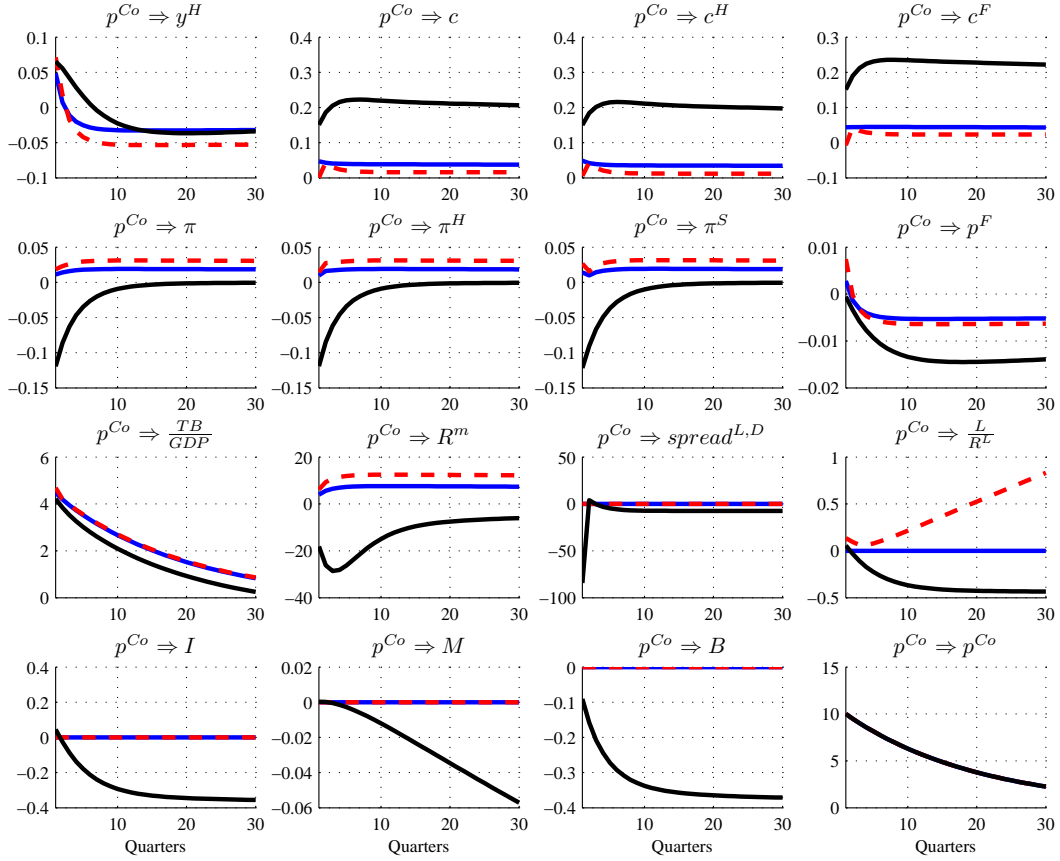 p^{Co} ⇒ y^H
0.1
0.05
0
−0.05
−0.1
10 20 30
p^{Co} ⇒ c
0.4
0.3
0.2
0.1
0
10 20 30
p^{Co} ⇒ c^H
0.4
0.3
0.2
0.1
0
10 20 30
p^{Co} ⇒ c^F
0.3
0.2
0.1
0
−0.1
10 20 30
p^{Co} ⇒ π
0.05
0
−0.05
−0.1
−0.15
10 20 30
p^{Co} ⇒ π^H
0.05
0
−0.05
−0.1
−0.15
10 20 30
p^{Co} ⇒ π^S
0.05
0
−0.05
−0.1
−0.15
10 20 30
p^{Co} ⇒ p^F
0.01
0
−0.01
−0.02
10 20 30
p^{Co} ⇒ \frac{TB}{GDP}
6
4
2
0
10 20 30
p^{Co} ⇒ R^m
20
0
−20
−40
10 20 30
p^{Co} ⇒ spread^{L,D}
50
0
−50
−100
10 20 30
p^{Co} ⇒ \frac{L}{R^L}
1
0.5
0
−0.5
10 20 30
p^{Co} ⇒ I
0.4
0.2
0
−0.2
−0.4
10 20 30
Quarters
p^{Co} ⇒ M
0.02
0
−0.02
−0.04
−0.06
10 20 30
Quarters
p^{Co} ⇒ B
0
−0.1
−0.2
−0.3
−0.4
10 20 30
Quarters
p^{Co} ⇒ p^{Co}
15
10
5
0
10 20 30
Quarters